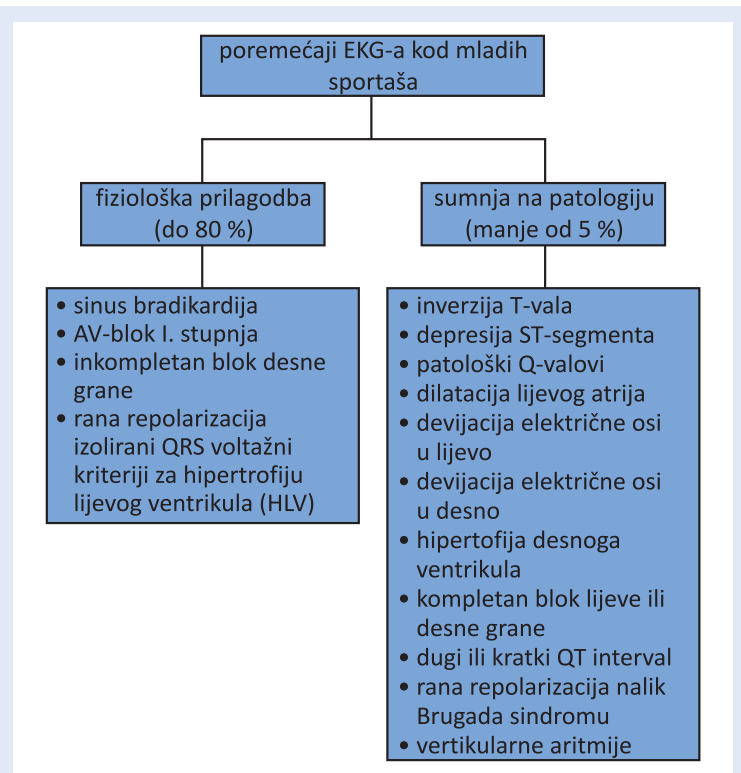 poremećaji EKG-a kod mladih
sportaša
fiziološka prilagodba
(do 80 %)
sumnja na patologiju
(manje od 5 %)
• sinus bradikardija
• AV-blok I. stupnja
• inkompletan blok desne
grane
• rana repolarizacija
izolirani QRS voltažni
kriteriji za hipertrofiju
lijevog ventrikula (HLV)
• inverzija T-vala
• depresija ST-segmenta
• patološki Q-valovi
• dilatacija lijevog atrija
• devijacija električne osi
u lijevo
• devijacija električne osi
u desno
• hipertofija desnoga
ventrikula
• kompletan blok lijeve ili
desne grane
• dugi ili kratki QT interval
• rana repolarizacija nalik
Brugada sindromu
• vertikularne aritmije